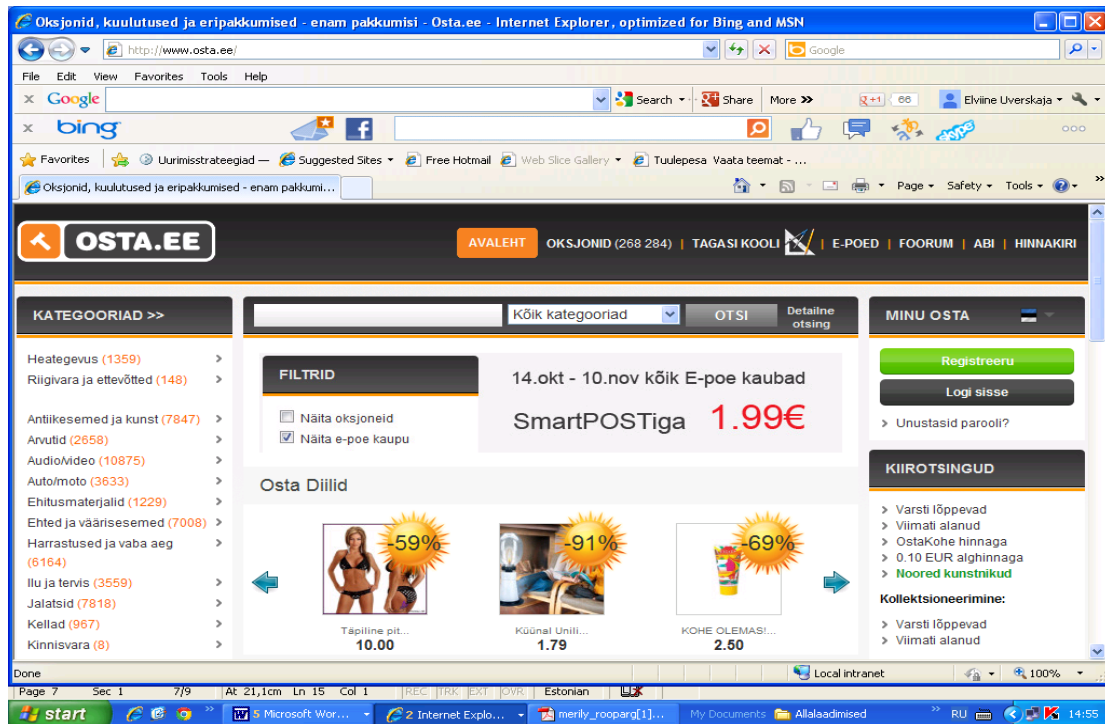 Oksjonid, kuulutused ja eripakkumised - enam pakkumisi - Osta.ee - Internet Explorer, optimized for Bing and MSN
http://www.osta.ee/
Google
File Edit View Favorites Tools Help
x Google Search Share More >> +1 66 Elviine Uverskaja
x bing
Favorites Uurimisstrateegiad — Suggested Sites Free Hotmail Web Slice Gallery Tuulepesa Vaata teemat - ...
Oksjonid, kuulutused ja eripakkumised - enam pakkumi...
Page Safety Tools
OSTA.EE
AVALEHT OKSJONID (268 284) | TAGASI KOOLI | E-POED | FOORUM | ABI | HINNAKIRI
KATEGOORIAD >>
Heategevus (1359)
Riigivara ja ettevõtted (148)
Antiikesemed ja kunst (7847)
Arvutid (2658)
Audio/video (10875)
Auto/moto (3633)
Ehitusmaterjalid (1229)
Ehted ja väärisesemed (7008)
Harrastused ja vaba aeg
(6164)
Ilu ja tervis (3559)
Jalatsid (7818)
Kellad (967)
Kinnisvara (8)
Kõik kategooriad OTSI Detailne
otsing
FILTRID
Näita oksjoneid
Näita e-poe kaupu
14.okt - 10.nov kõik E-poe kaubad
SmartPOSTiga 1.99€
Osta Diilid
-59%
Täpiline pit...
10.00
-91%
Küünal Unili...
1.79
-69%
KOHE OLEMAS!...
2.50
MINU OSTA
Registreeru
Logi sisse
> Unustasid parooli?
KIIROTSINGUD
> Varsti lõppevad
> Viimati alanud
> OstaKohe hinnaga
> 0.10 EUR alghinnaga
> Noored kunstnikud
Kollektsioneerimine:
> Varsti lõppevad
> Viimati alanud
Done Local intranet 100%
Page 7 Sec 1 7/9 At 21,1cm Ln 15 Col 1 REC TRK EXT OVR Estonian
start 5 Microsoft Wor... 2 Internet Explo... merily_rooparg[1]... My Documents Allalaadimised RU 14:55